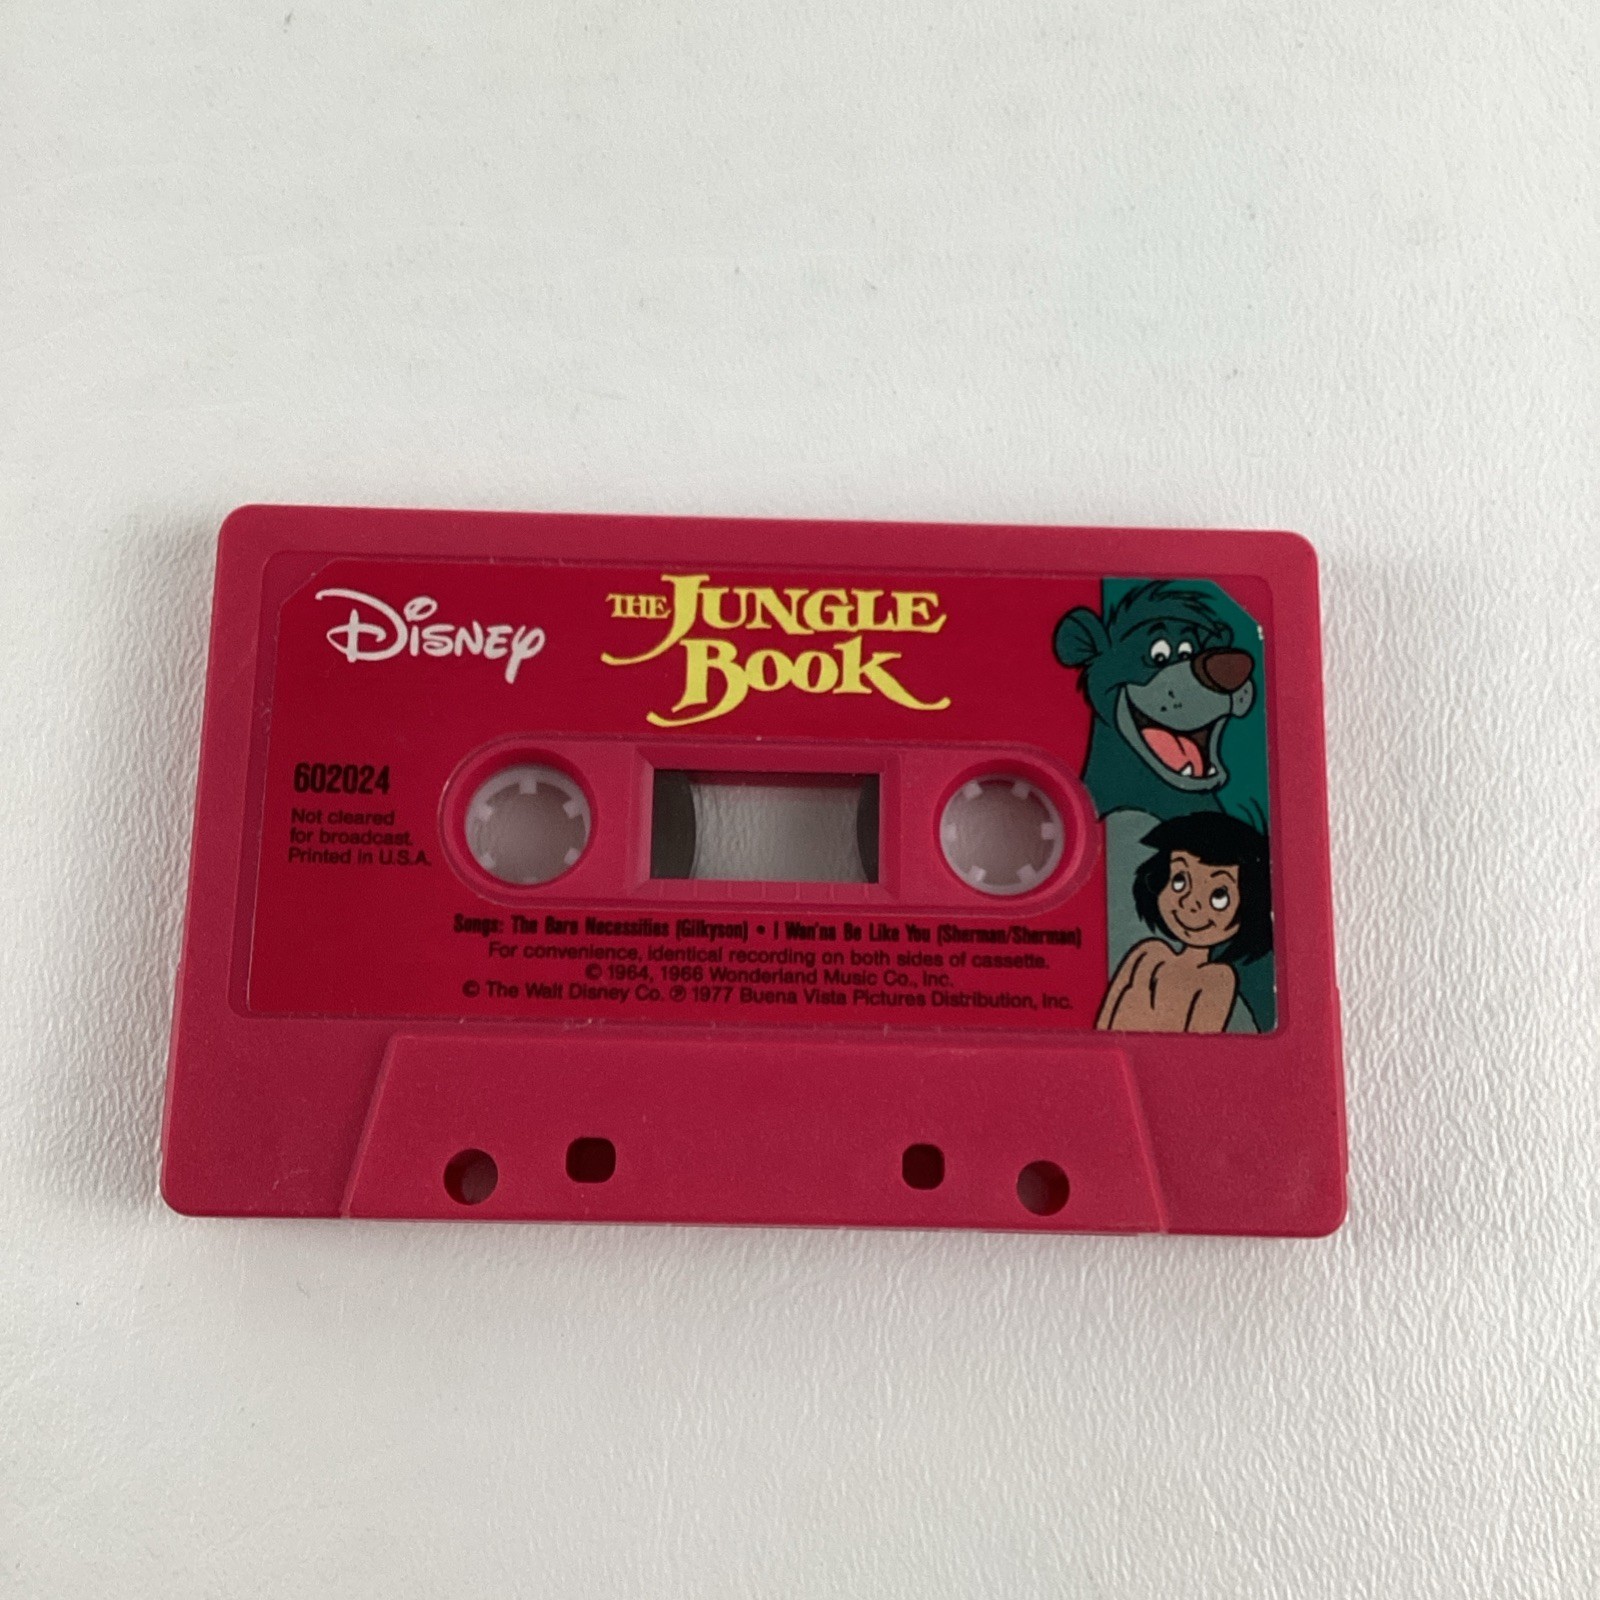 Disney
THE JUNGLE
BOOK
602024
Not cleared
for broadcast.
Printed in U.S.A.
Songs: The Bare Necessities (Gilkyson) • I Wan'na Be Like You (Sherman/Sherman)
For convenience, identical recording on both sides of cassette.
© 1964, 1966 Wonderland Music Co., Inc.
© The Walt Disney Co. ℗ 1977 Buena Vista Pictures Distribution, Inc.